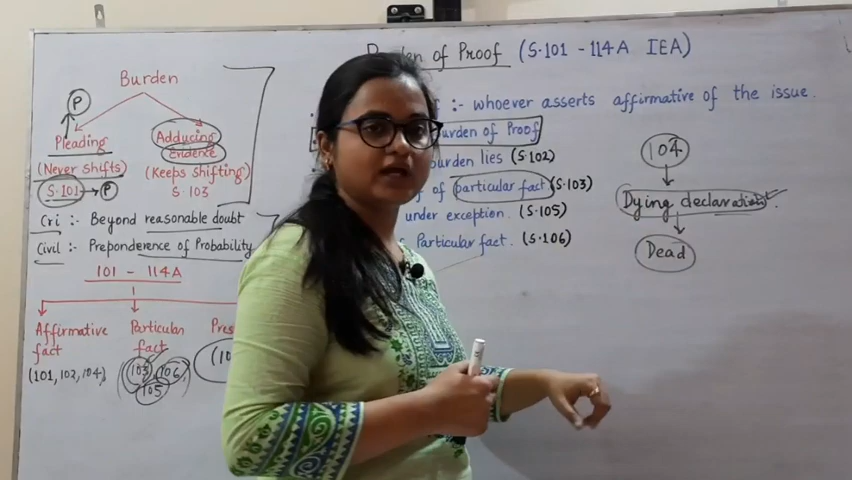 Burden
P
Pleading
(Never shifts)
S.101 → P
Adducing
Evidence
(Keeps shifting)
S.103
Cri :- Beyond reasonable doubt
Civil :- Preponderence of Probability
101 - 114A
Affirmative
fact
(101, 102, 104)
Particular
fact
103, 106,
105
of Proof (S.101 - 114A IEA)
:- whoever asserts affirmative of the issue.
Burden of Proof
burden lies (S.102)
of particular fact (S.103)
under exception. (S.105)
Particular fact. (S.106)
104
Dying declaration.
Dead